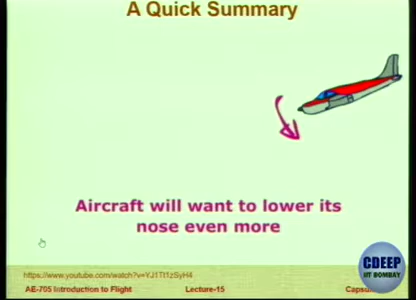 A Quick Summary
Aircraft will want to lower its
nose even more
https://www.youtube.com/watch?v=YJ1Tt1zSyH4
AE-705 Introduction to Flight
Lecture-15
Capsu
CDEEP
IIT BOMBAY